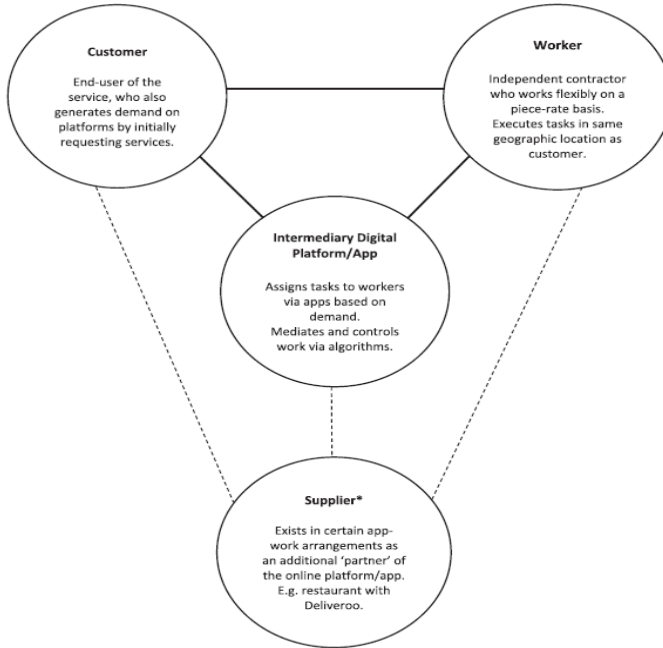 Customer
End-user of the
service, who also
generates demand on
platforms by initially
requesting services.
Worker
Independent contractor
who works flexibly on a
piece-rate basis.
Executes tasks in same
geographic location as
customer.
Intermediary Digital
Platform/App
Assigns tasks to workers
via apps based on
demand.
Mediates and controls
work via algorithms.
Supplier*
Exists in certain app-
work arrangements as
an additional ‘partner’ of
the online platform/app.
E.g. restaurant with
Deliveroo.